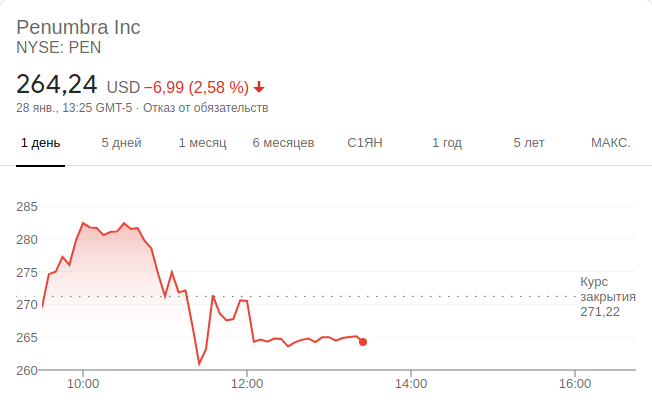 Penumbra Inc
NYSE: PEN
264,24 USD −6,99 (2,58 %)
28 янв., 13:25 GMT-5 · Отказ от обязательств
1 день 5 дней 1 месяц 6 месяцев С1ЯН 1 год 5 лет МАКС.
285
280
275
270
265
260
Курс
закрытия
271,22
10:00 12:00 14:00 16:00